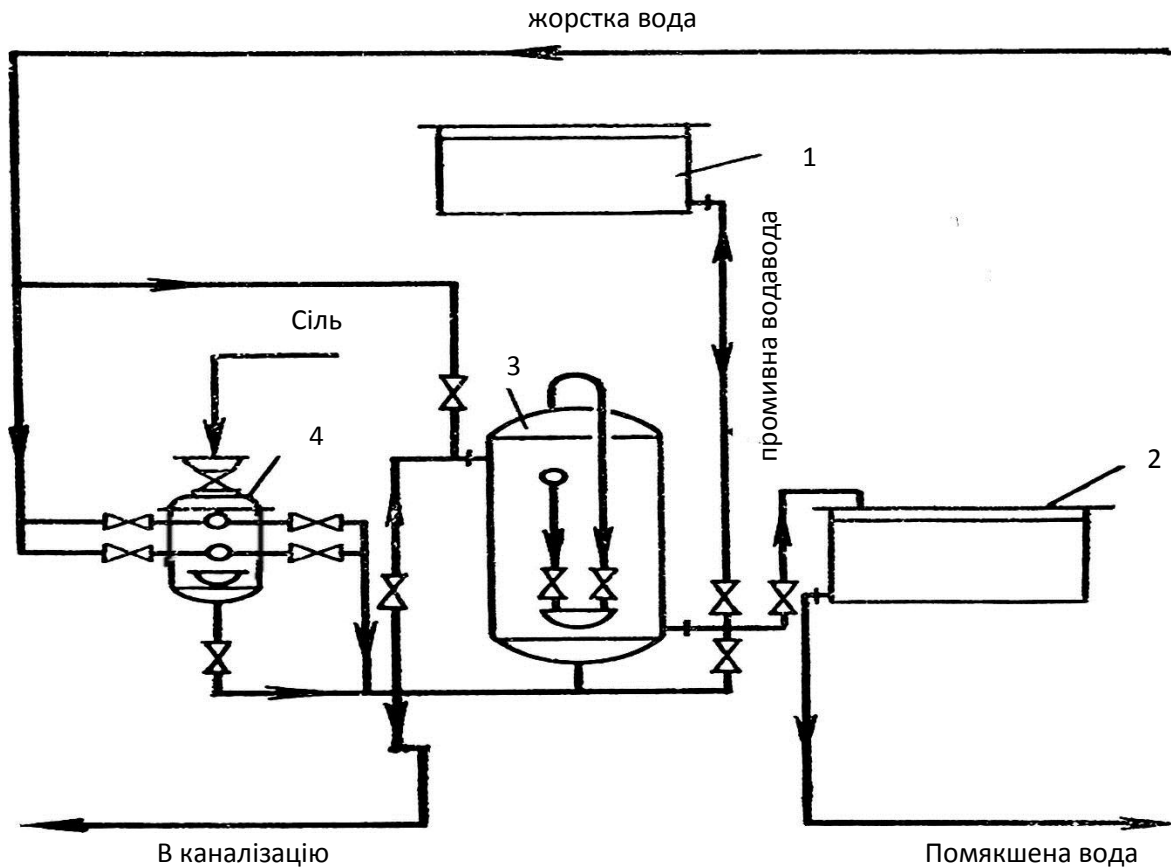 жорстка вода
1
промивна водавода
Сіль
3
4
2
В каналізацію
Помякшена вода